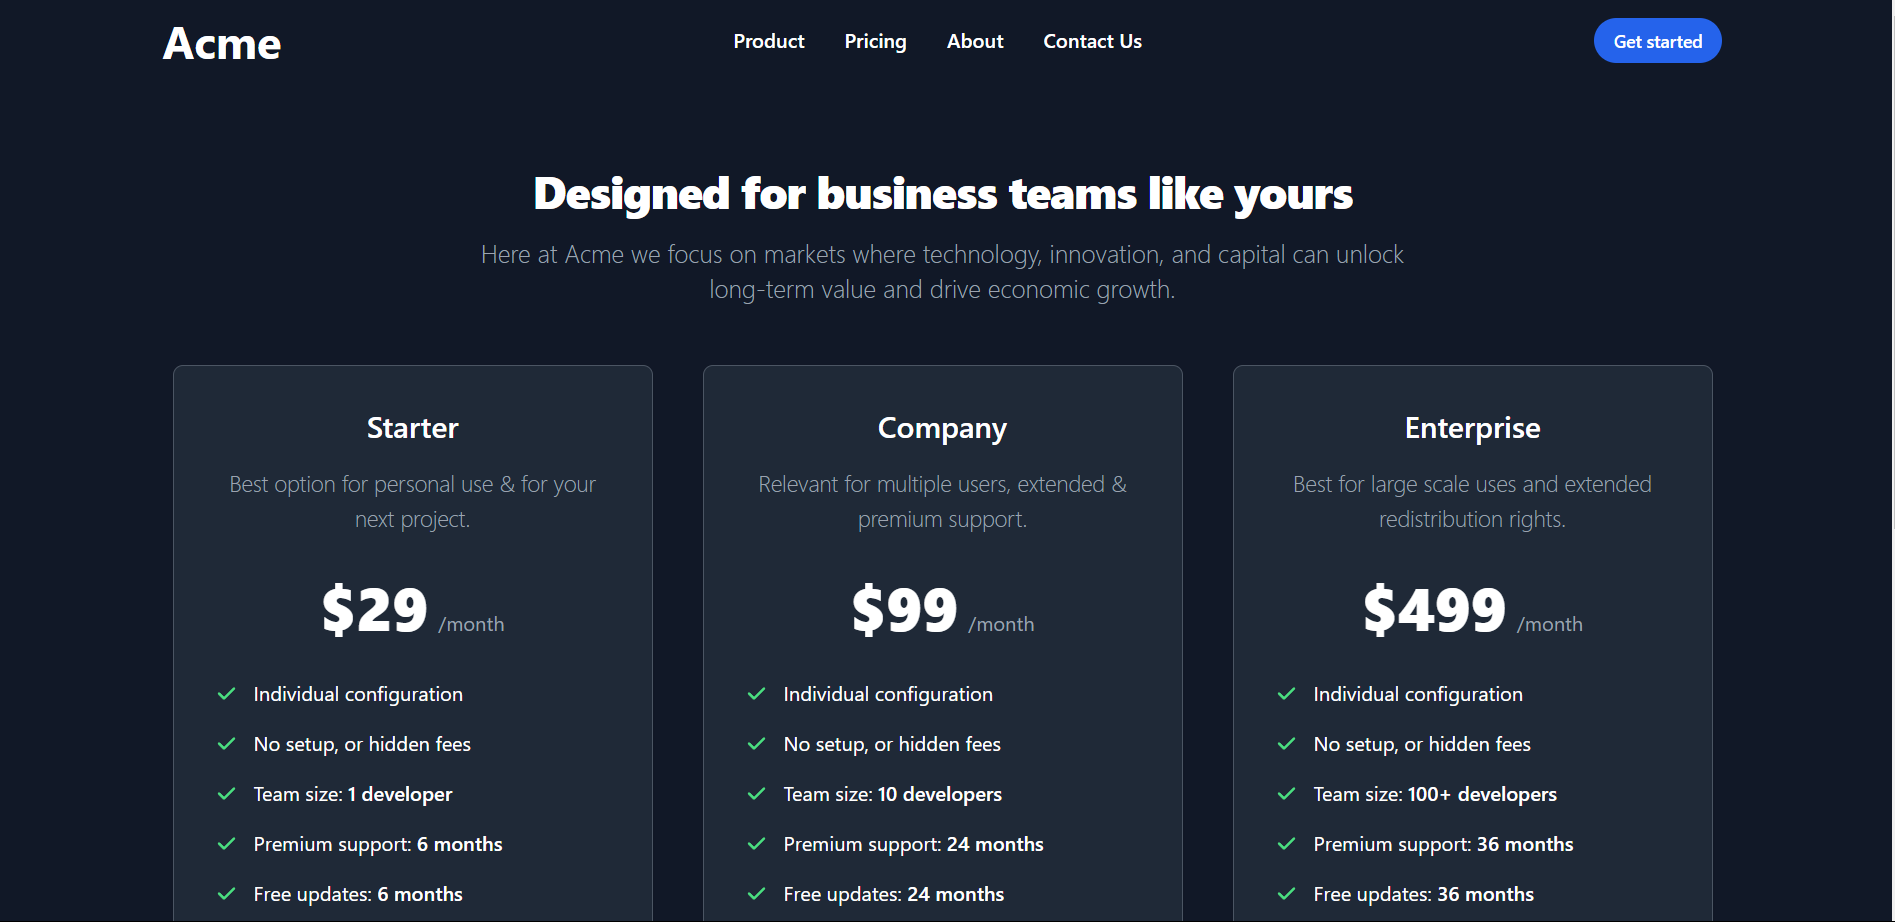 Acme
Product
Pricing
About
Contact Us
Get started
Designed for business teams like yours
Here at Acme we focus on markets where technology, innovation, and capital can unlock
long-term value and drive economic growth.
Starter
Best option for personal use & for your
next project.
$29 /month
Individual configuration
No setup, or hidden fees
Team size: 1 developer
Premium support: 6 months
Free updates: 6 months
Company
Relevant for multiple users, extended &
premium support.
$99 /month
Individual configuration
No setup, or hidden fees
Team size: 10 developers
Premium support: 24 months
Free updates: 24 months
Enterprise
Best for large scale uses and extended
redistribution rights.
$499 /month
Individual configuration
No setup, or hidden fees
Team size: 100+ developers
Premium support: 36 months
Free updates: 36 months